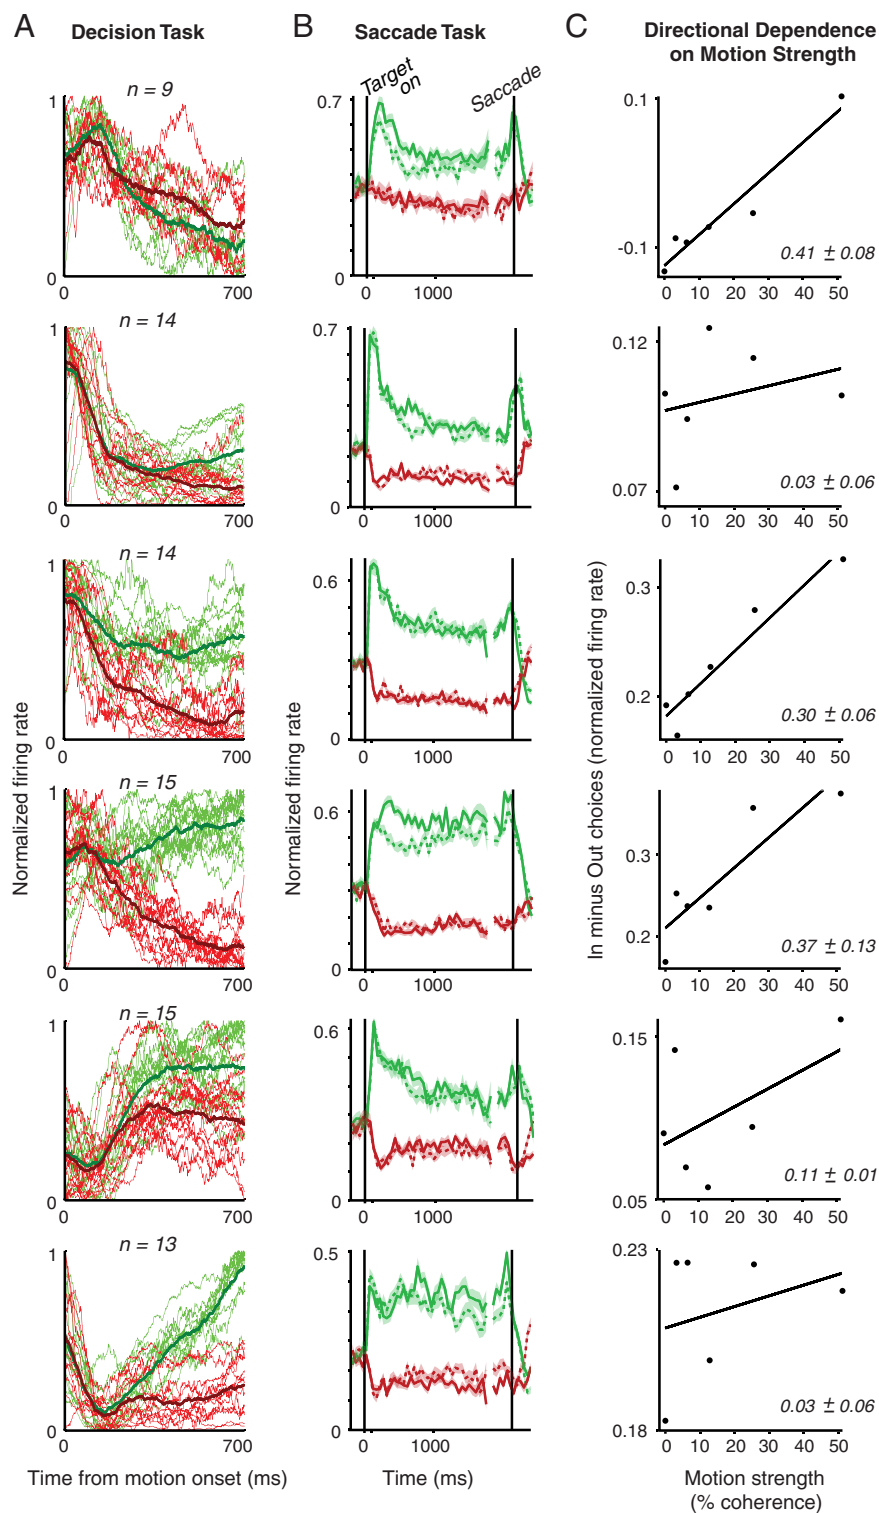 A Decision Task
B Saccade Task
C Directional Dependence
on Motion Strength
n = 9
Target
on
Saccade
1
0
0
700
0.7
0
0
1000
0.1
-0.1
0.41 ± 0.08
0 10 20 30 40 50
n = 14
1
0
0
700
0.7
0
0
1000
0.12
0.07
0.03 ± 0.06
0 10 20 30 40 50
n = 14
1
0
0
700
0.6
0
0
1000
0.3
0.2
0.30 ± 0.06
0 10 20 30 40 50
Normalized firing rate
Normalized firing rate
In minus Out choices (normalized firing rate)
n = 15
1
0
0
700
0.6
0
0
1000
0.3
0.2
0.37 ± 0.13
0 10 20 30 40 50
n = 15
1
0
0
700
0.6
0
0
1000
0.15
0.05
0.11 ± 0.01
0 10 20 30 40 50
n = 13
1
0
0
700
0.5
0
0
1000
0.23
0.18
0.03 ± 0.06
0 10 20 30 40 50
Time from motion onset (ms)
Time (ms)
Motion strength
(% coherence)